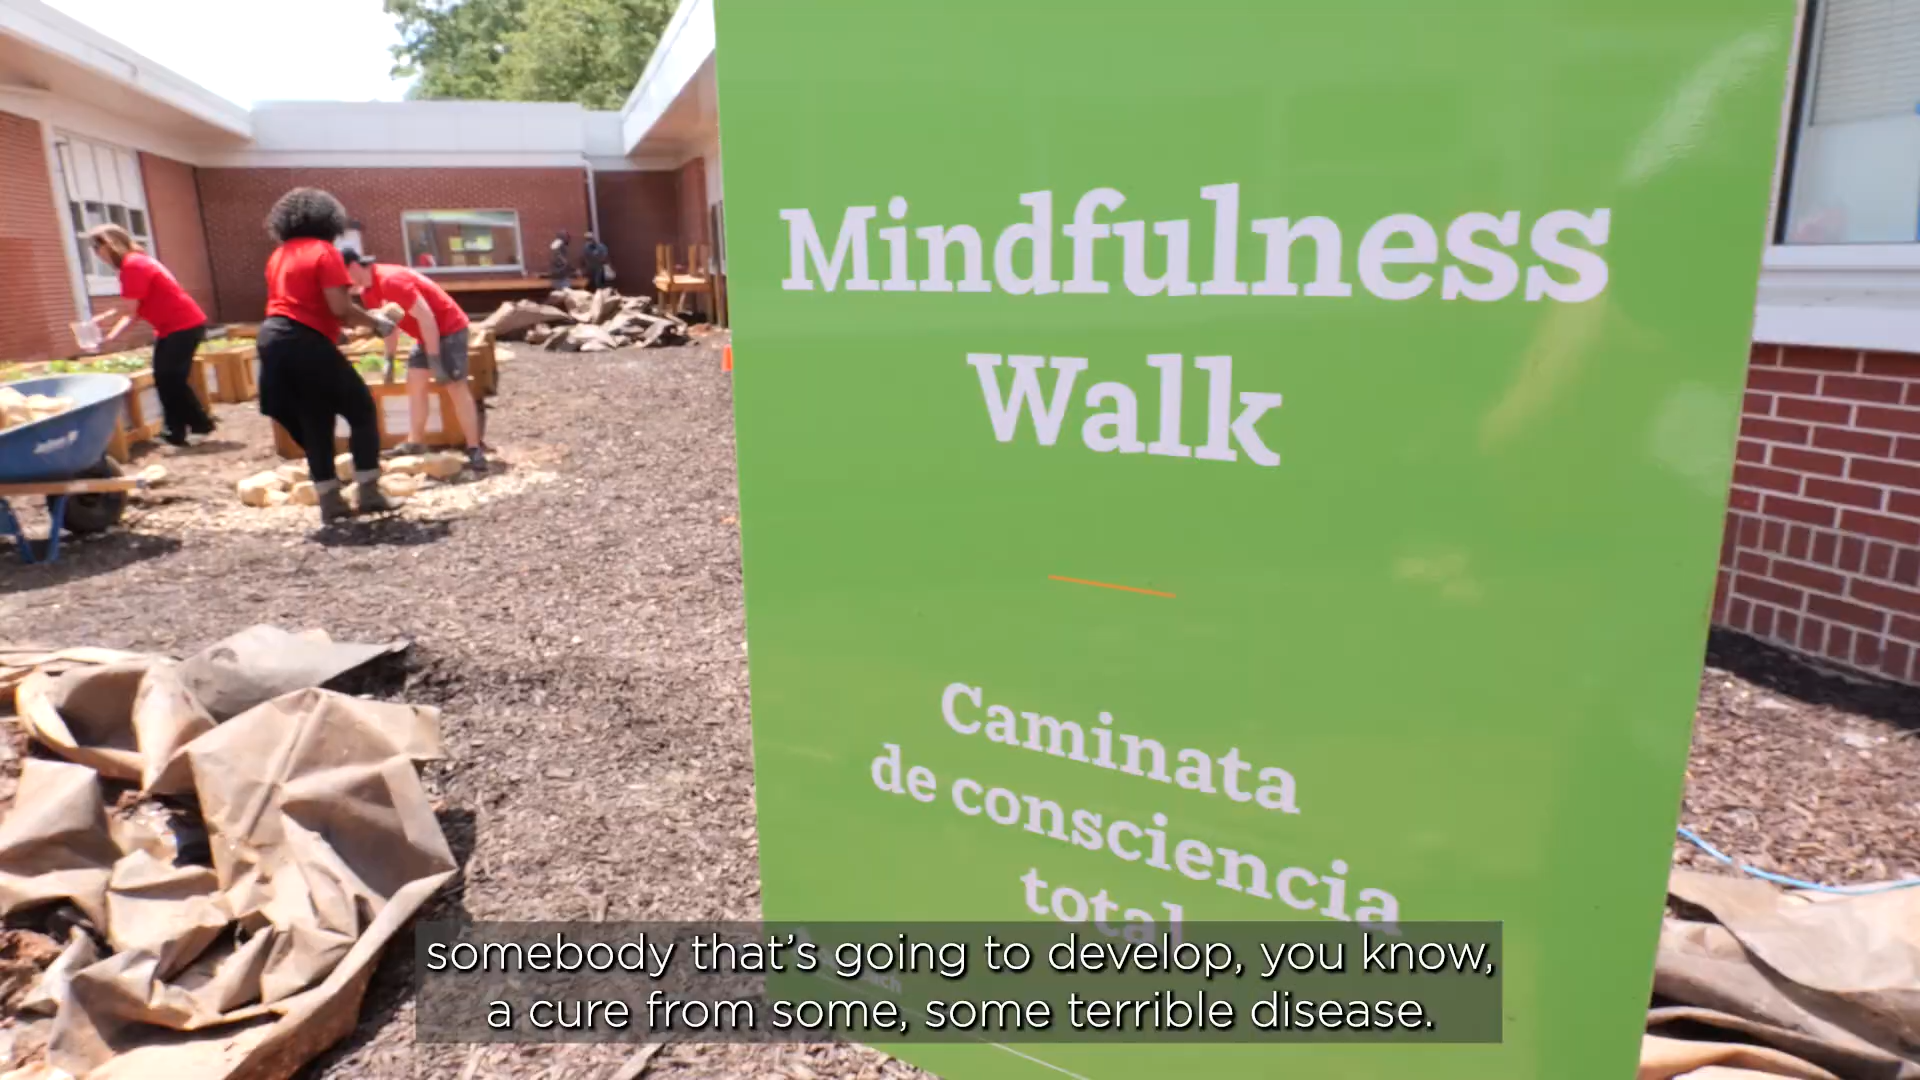 Mindfulness
Walk
Caminata
de consciencia
total
somebody that's going to develop, you know,
a cure from some, some terrible disease.